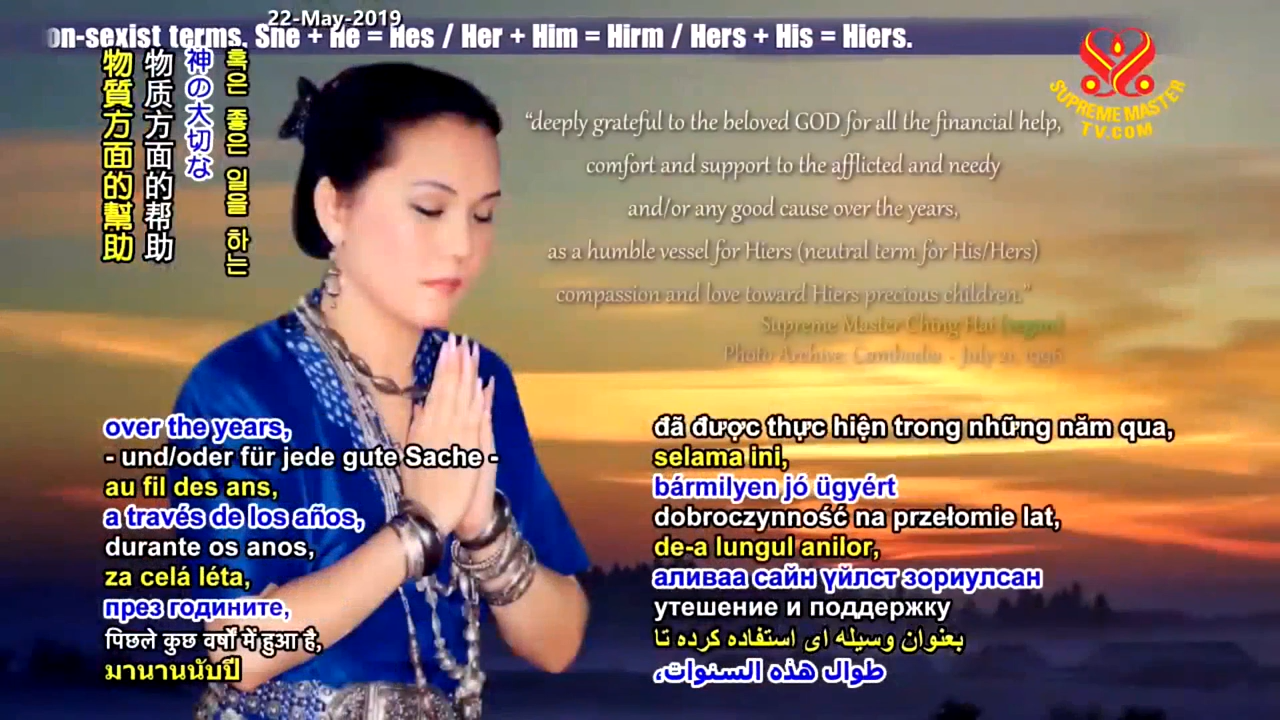 22-May-2019
on-sexist terms. She + He = Hes / Her + Him = Hirm / Hers + His = Hiers.
SUPREME MASTER
TV.COM
物質方面的幫助
物质方面的帮助
神の大切な
혹은 좋은 일을 하는
“deeply grateful to the beloved GOD for all the financial help,
comfort and support to the afflicted and needy
and/or any good cause over the years,
as a humble vessel for Hiers (neutral term for His/Hers)
compassion and love toward Hiers precious children.”
Supreme Master Ching Hai (vegan)
Photo Archive: Cambodia - July 21, 1996
over the years,
- und/oder für jede gute Sache -
au fil des ans,
a través de los años,
durante os anos,
za celá léta,
през годините,
पिछले कुछ वर्षों में हुआ है,
มานานนับปี
đã được thực hiện trong những năm qua,
selama ini,
bármilyen jó ügyért
dobroczynność na przełomie lat,
de-a lungul anilor,
аливаа сайн үйлст зориулсан
утешение и поддержку
بعنوان وسیله ای استفاده کرده تا
طوال هذه السنوات،